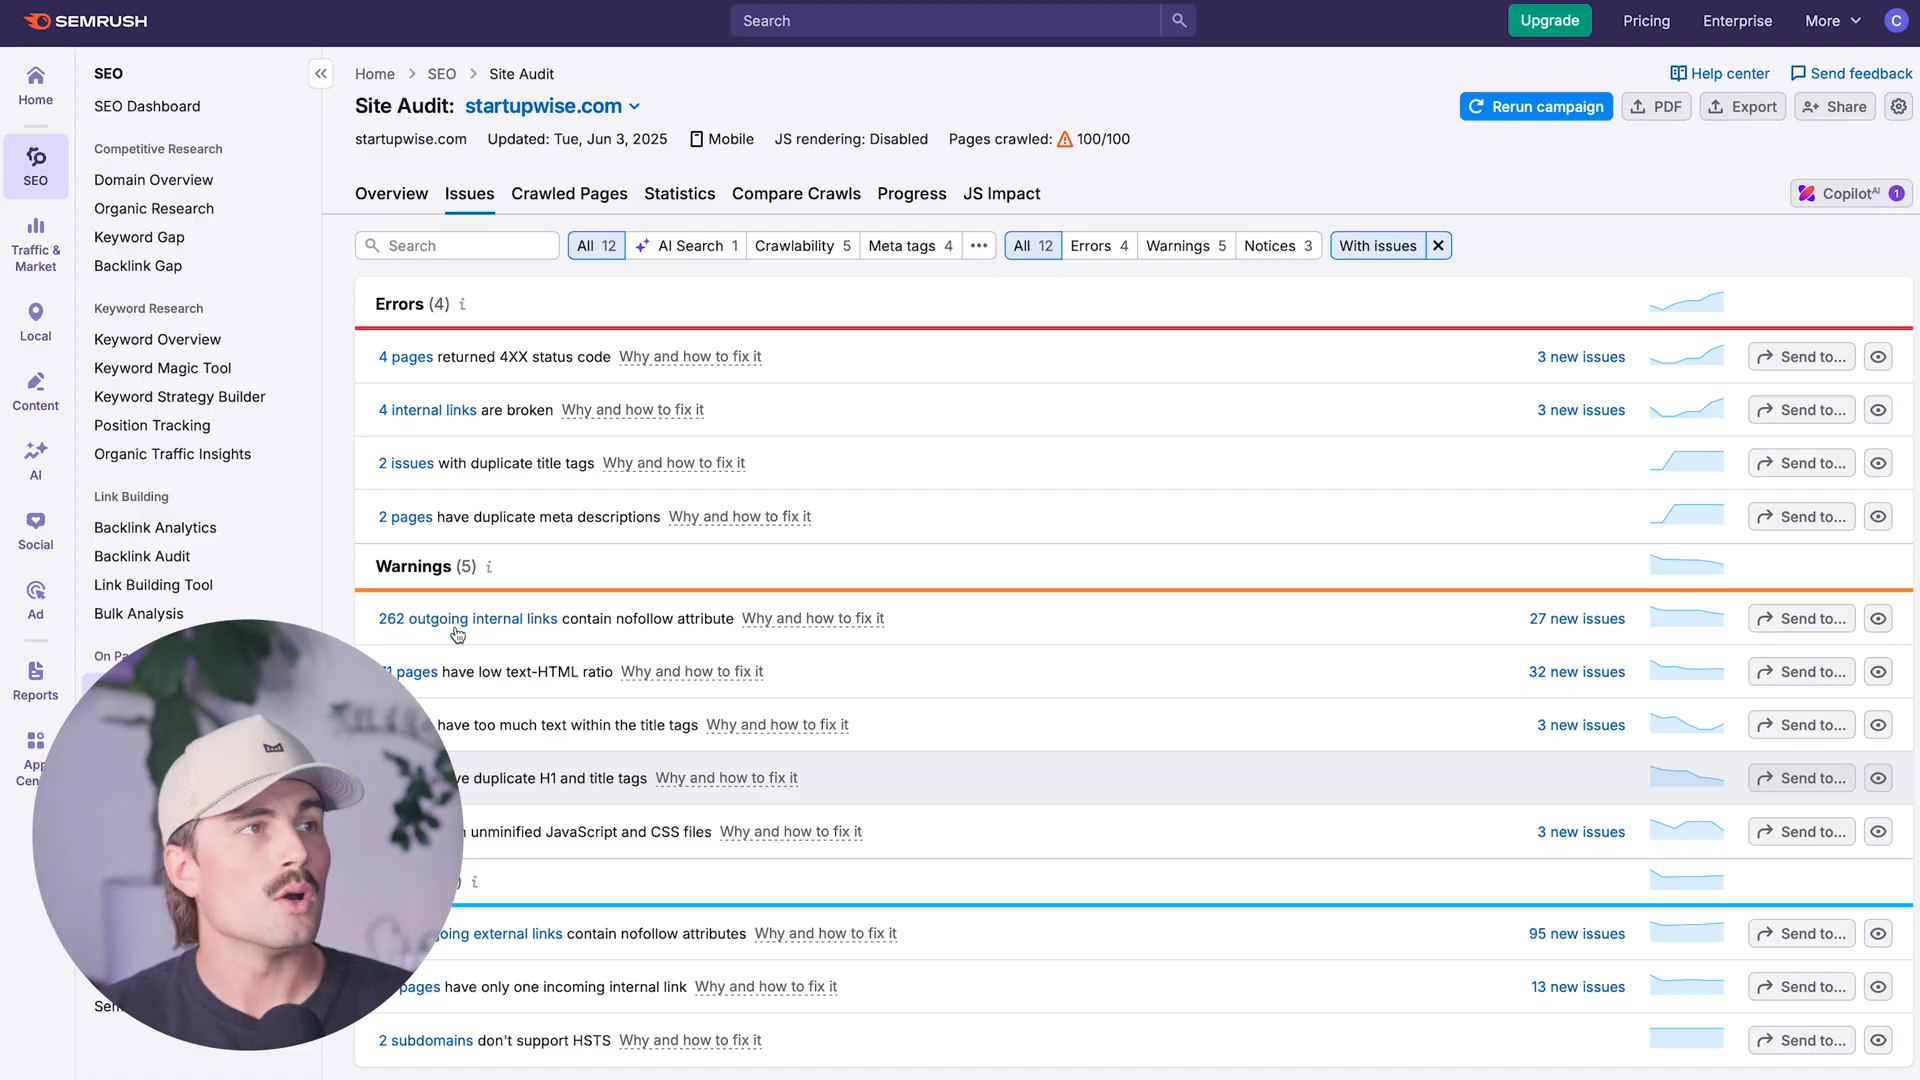 SEMRUSH
Search
Upgrade
Pricing
Enterprise
More
C
Home
SEO
Traffic & Market
Local
Content
AI
Social
Ad
Reports
App
SEO
SEO Dashboard
Competitive Research
Domain Overview
Organic Research
Keyword Gap
Backlink Gap
Keyword Research
Keyword Overview
Keyword Magic Tool
Keyword Strategy Builder
Position Tracking
Organic Traffic Insights
Link Building
Backlink Analytics
Backlink Audit
Link Building Tool
Bulk Analysis
On
Home > SEO > Site Audit
Help center
Send feedback
Site Audit: startupwise.com
Rerun campaign
PDF
Export
Share
startupwise.com Updated: Tue, Jun 3, 2025 Mobile JS rendering: Disabled Pages crawled: 100/100
Overview Issues Crawled Pages Statistics Compare Crawls Progress JS Impact
Copilot AI 1
Search
All 12 AI Search 1 Crawlability 5 Meta tags 4 ••• All 12 Errors 4 Warnings 5 Notices 3 With issues
Errors (4) i
4 pages returned 4XX status code Why and how to fix it 3 new issues Send to...
4 internal links are broken Why and how to fix it 3 new issues Send to...
2 issues with duplicate title tags Why and how to fix it Send to...
2 pages have duplicate meta descriptions Why and how to fix it Send to...
Warnings (5) i
262 outgoing internal links contain nofollow attribute Why and how to fix it 27 new issues Send to...
pages have low text-HTML ratio Why and how to fix it 32 new issues Send to...
have too much text within the title tags Why and how to fix it 3 new issues Send to...
duplicate H1 and title tags Why and how to fix it Send to...
unminified JavaScript and CSS files Why and how to fix it 3 new issues Send to...
) i
external links contain nofollow attributes Why and how to fix it 95 new issues Send to...
pages have only one incoming internal link Why and how to fix it 13 new issues Send to...
2 subdomains don't support HSTS Why and how to fix it Send to...